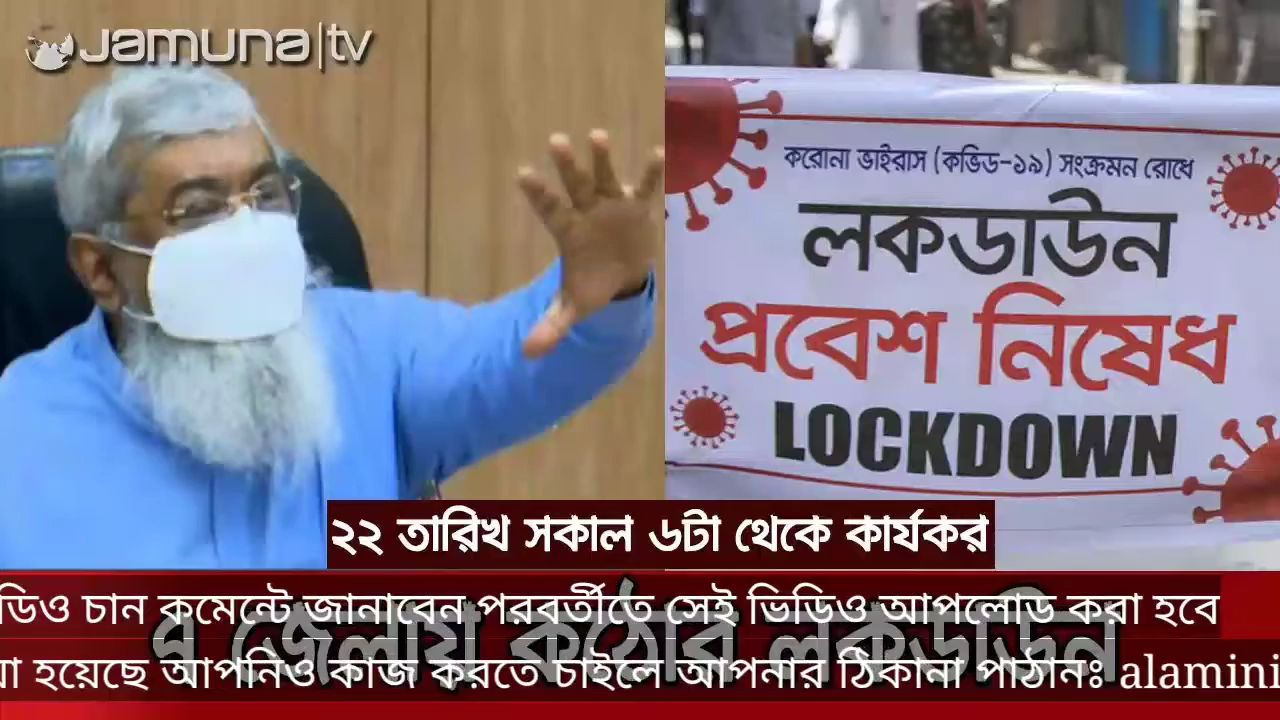 Jamuna|tv
করোনা ভাইরাস (কভিড-১৯) সংক্রমন রোধে
লকডাউন
প্রবেশ নিষেধ
LOCKDOWN
২২ তারিখ সকাল ৬টা থেকে কার্যকর
ডিও চান কমেন্টে জানাবেন পরবর্তীতে সেই ভিডিও আপলোড করা হবে
৭ জেলায় কঠোর লকডাউন
য়া হয়েছে আপনিও কাজ করতে চাইলে আপনার ঠিকানা পাঠানঃ alamini